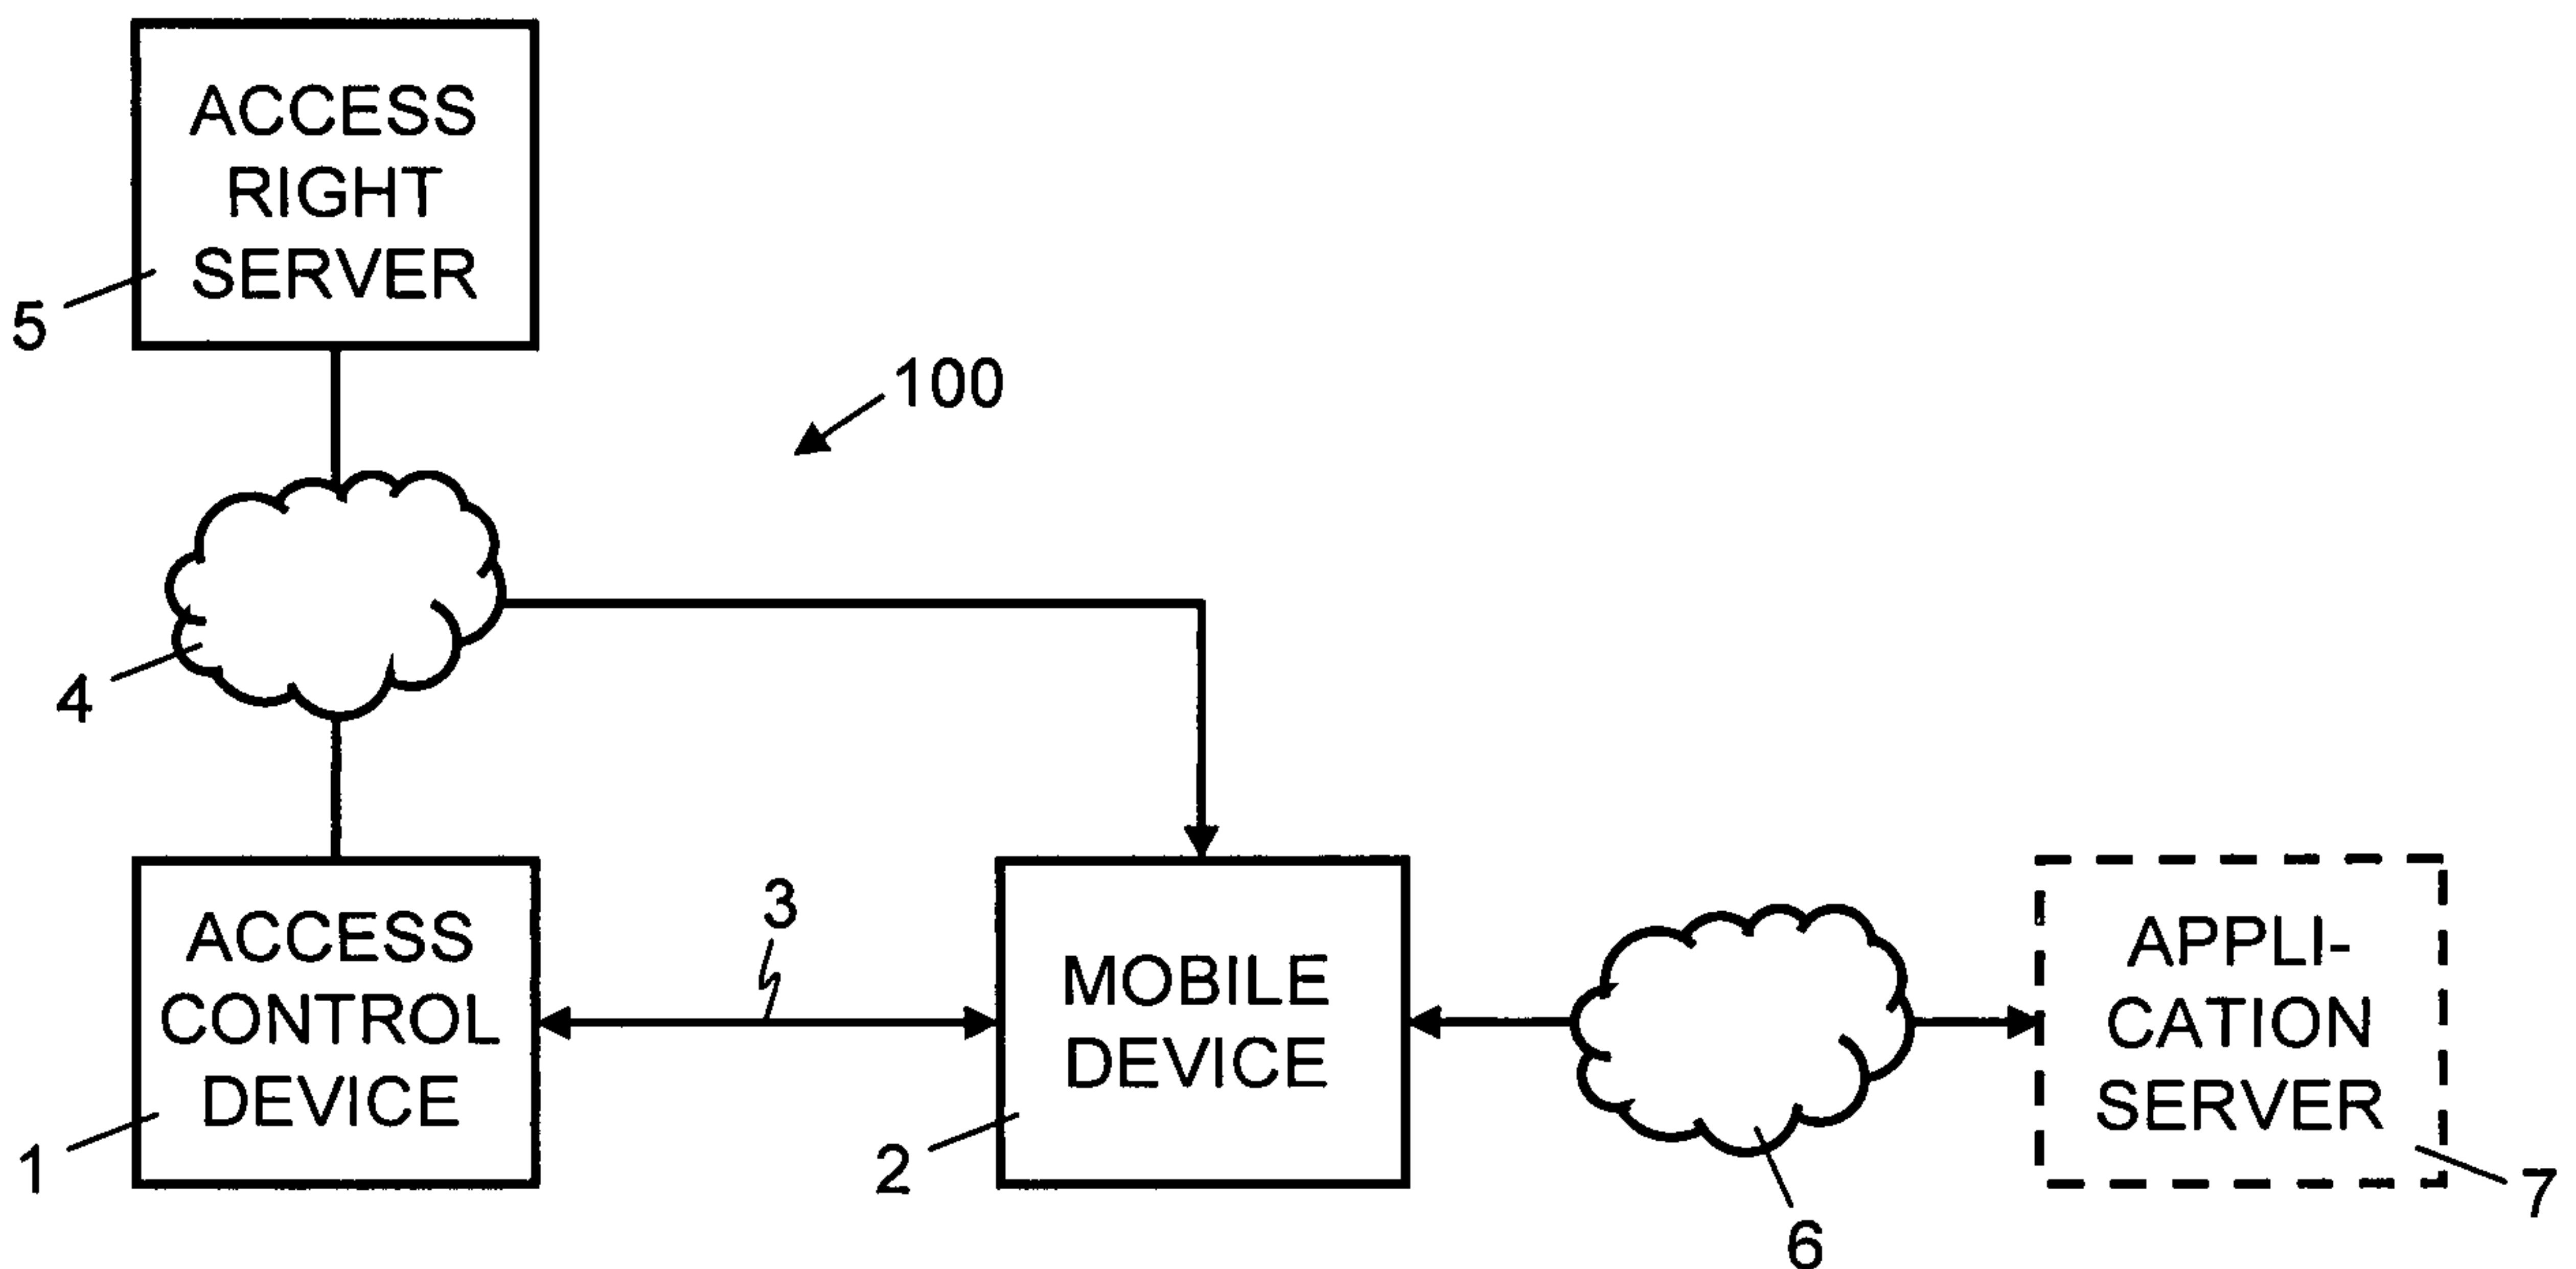 ACCESS
RIGHT
SERVER
5
100
4
ACCESS
CONTROL
DEVICE
1
3
MOBILE
DEVICE
2
6
APPLI-
CATION
SERVER
7